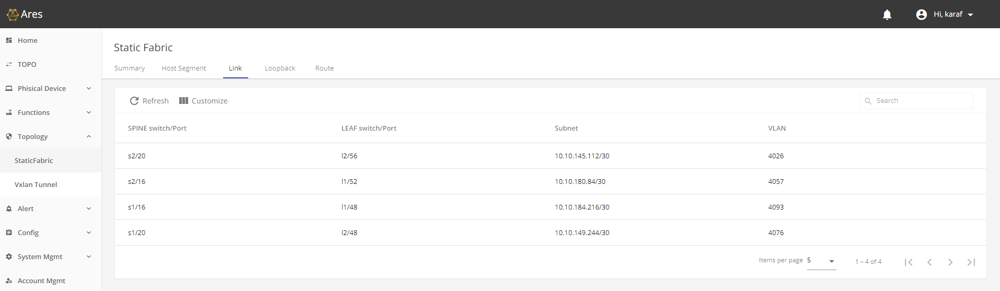 Ares
Hi, karaf
Home
TOPO
Phisical Device
Functions
Topology
StaticFabric
Vxlan Tunnel
Alert
Config
System Mgmt
Account Mgmt
Static Fabric
Summary Host Segment Link Loopback Route
Refresh Customize Search
SPINE switch/Port LEAF switch/Port Subnet VLAN
s2/20 l2/56 10.10.145.112/30 4026
s2/16 l1/52 10.10.180.84/30 4057
s1/16 l1/48 10.10.184.216/30 4093
s1/20 l2/48 10.10.149.244/30 4076
Items per page 5 1 – 4 of 4